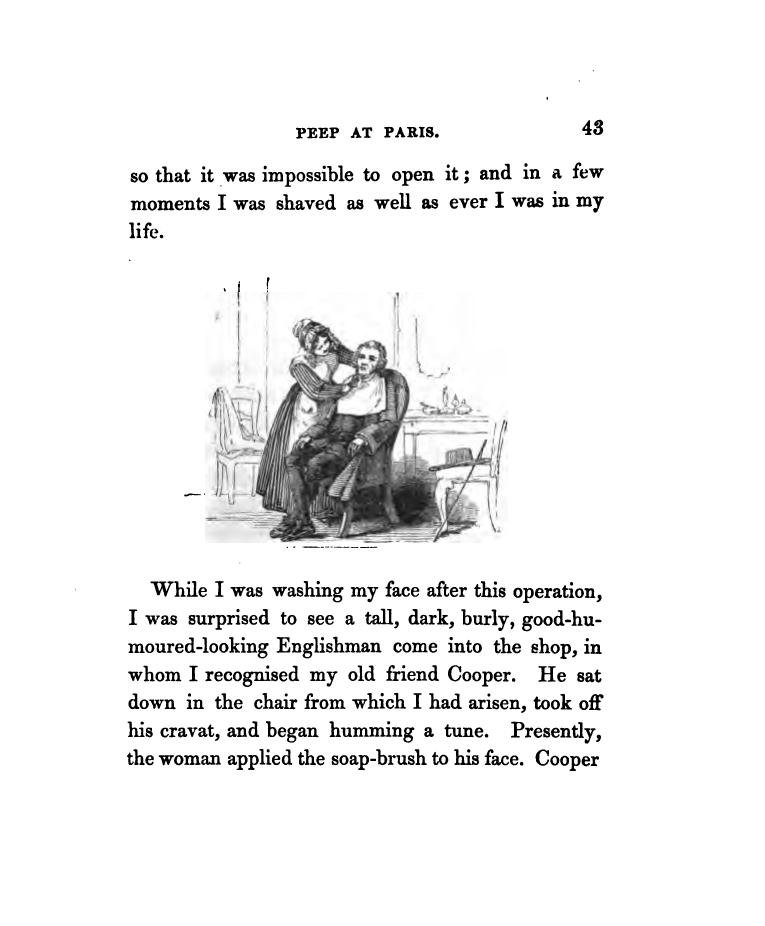 PEEP AT PARIS. 43
so that it was impossible to open it; and in a few
moments I was shaved as well as ever I was in my
life.
While I was washing my face after this operation,
I was surprised to see a tall, dark, burly, good-hu-
moured-looking Englishman come into the shop, in
whom I recognised my old friend Cooper. He sat
down in the chair from which I had arisen, took off
his cravat, and began humming a tune. Presently,
the woman applied the soap-brush to his face. Cooper